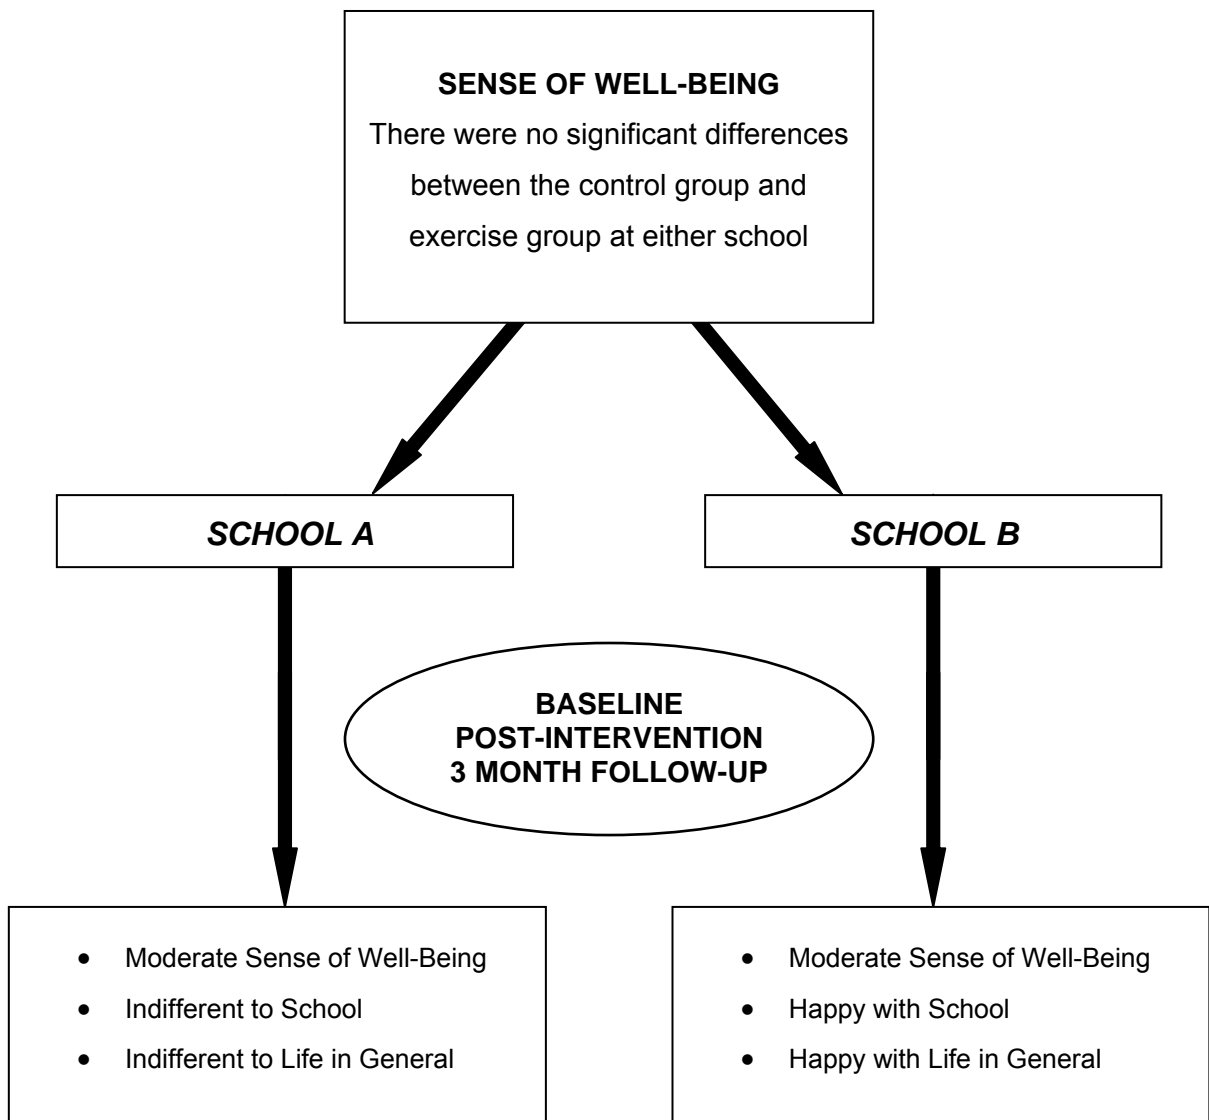 SENSE OF WELL-BEING
There were no significant differences
between the control group and
exercise group at either school
SCHOOL A
SCHOOL B
BASELINE
POST-INTERVENTION
3 MONTH FOLLOW-UP
• Moderate Sense of Well-Being
• Indifferent to School
• Indifferent to Life in General
• Moderate Sense of Well-Being
• Happy with School
• Happy with Life in General